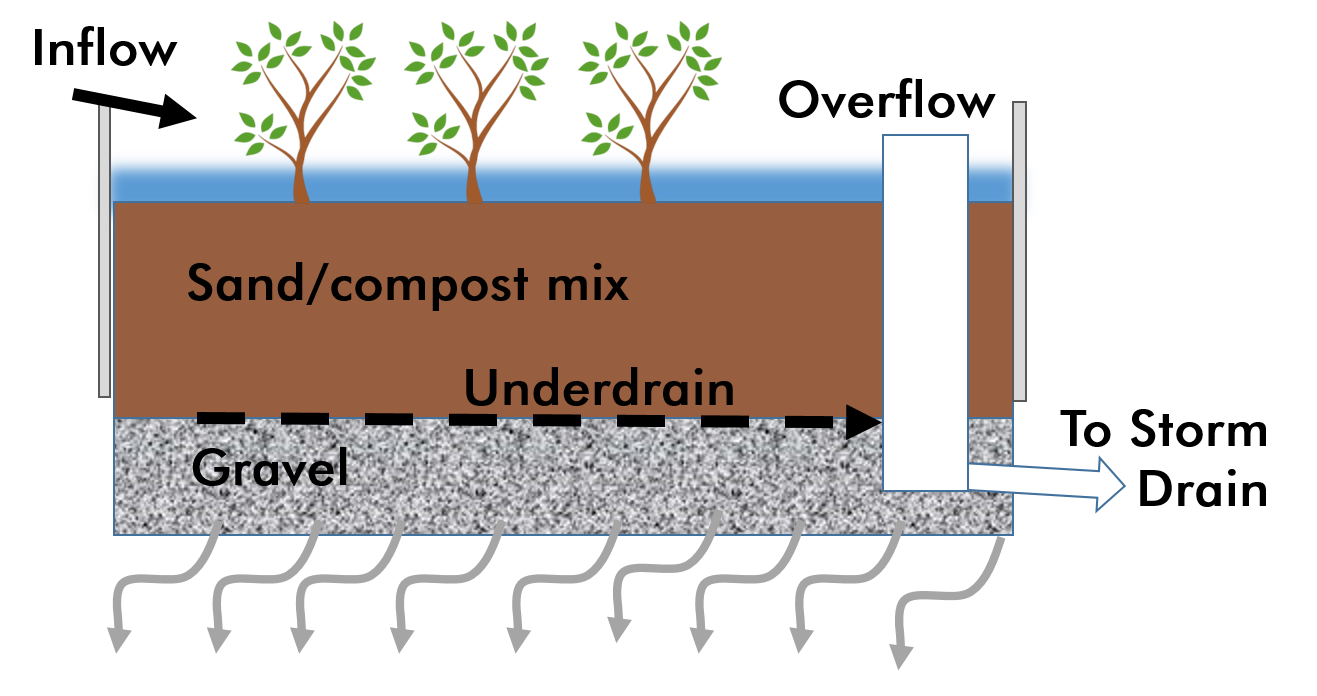 Inflow
Overflow
Sand/compost mix
Underdrain
Gravel
To Storm
Drain